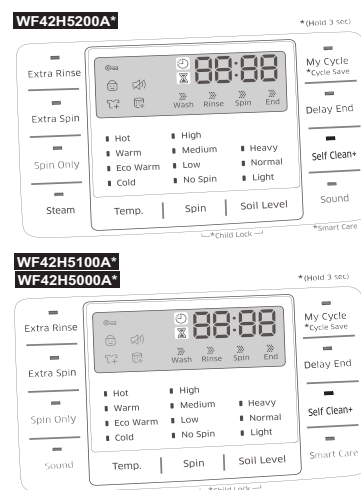 WF42H5200A*
*(Hold 3 sec)
Extra Rinse
Extra Spin
Spin Only
Steam
88:88
Wash Rinse Spin End
Hot
Warm
Eco Warm
Cold
High
Medium
Low
No Spin
Heavy
Normal
Light
Temp. Spin Soil Level
*Child Lock
My Cycle
*Cycle Save
Delay End
Self Clean+
Sound
*Smart Care
WF42H5100A*
WF42H5000A*
*(Hold 3 sec)
Extra Rinse
Extra Spin
Spin Only
Sound
88:88
Wash Rinse Spin End
Hot
Warm
Eco Warm
Cold
High
Medium
Low
No Spin
Heavy
Normal
Light
Temp. Spin Soil Level
*Child Lock
My Cycle
*Cycle Save
Delay End
Self Clean+
Smart Care